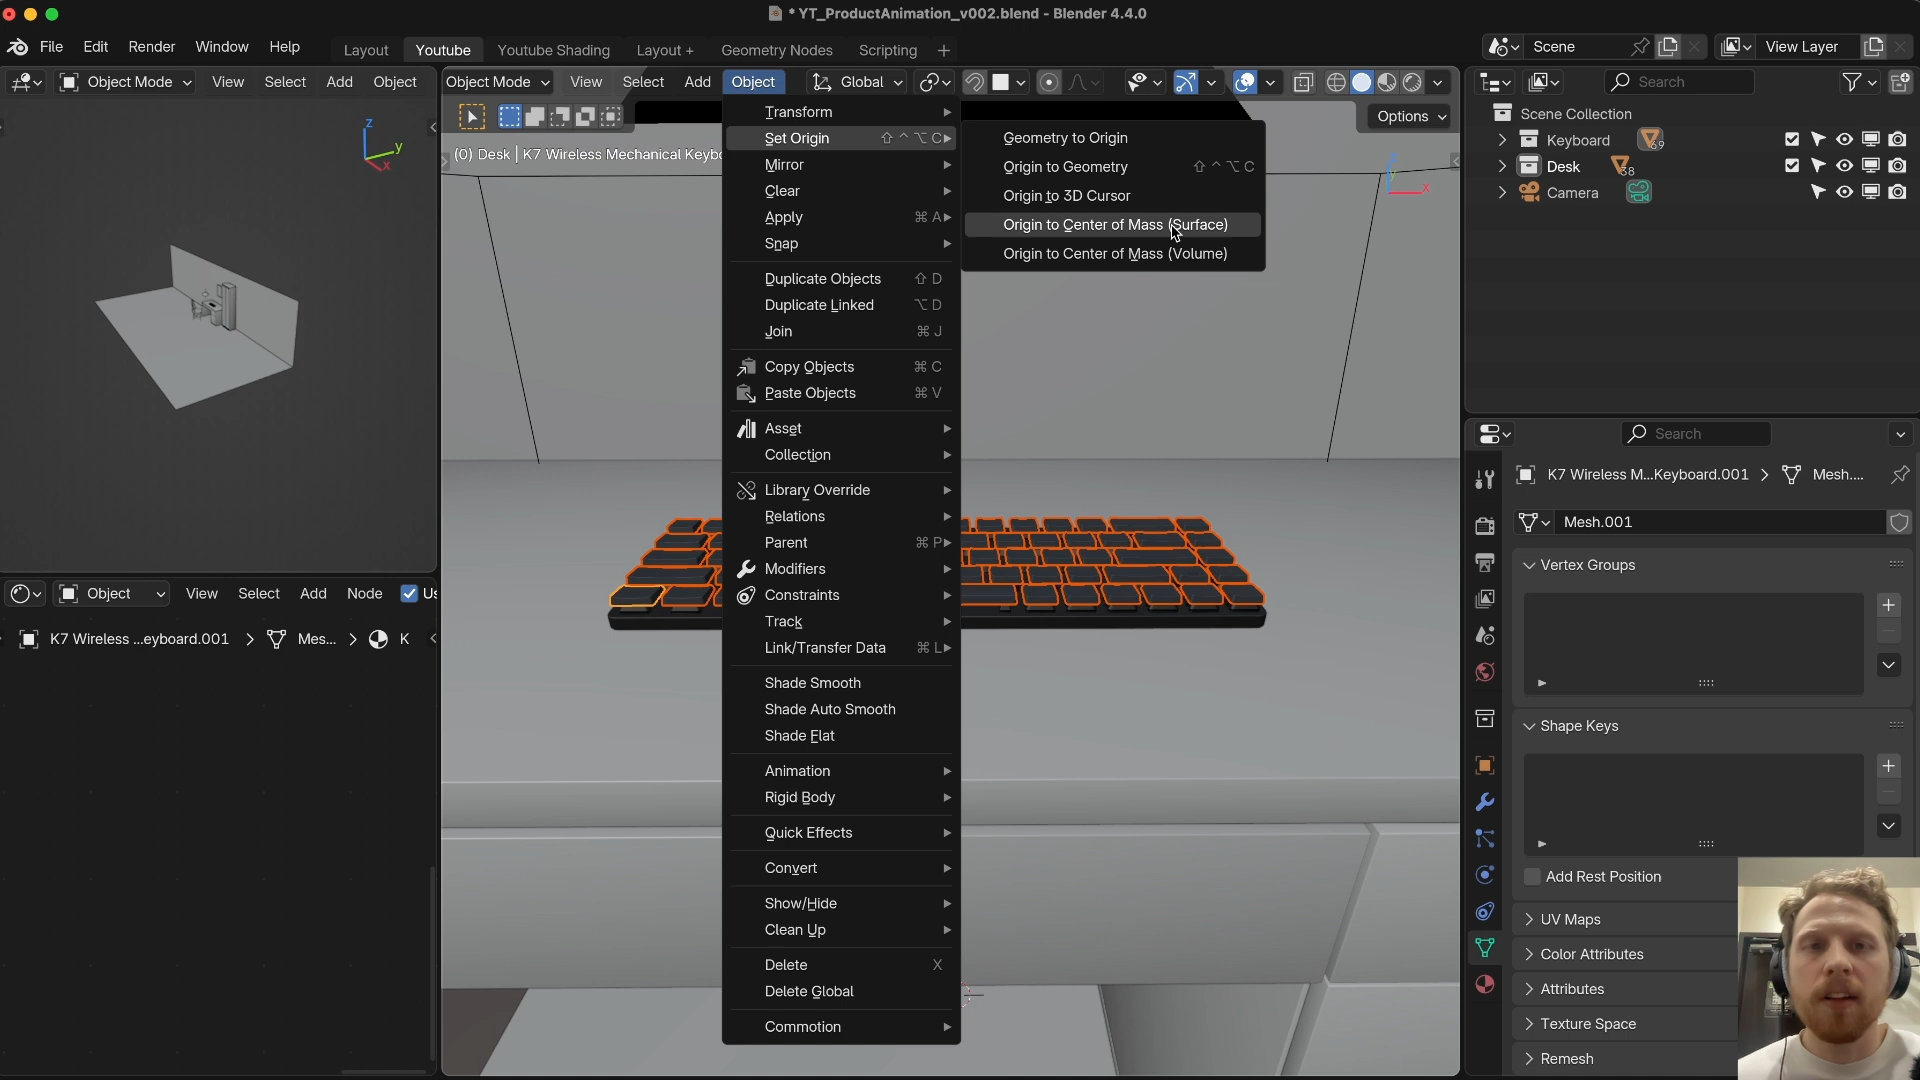 * YT_ProductAnimation_v002.blend - Blender 4.4.0
File Edit Render Window Help
Layout Youtube Youtube Shading Layout + Geometry Nodes Scripting +
Scene View Layer
Object Mode View Select Add Object
Object Mode View Select Add Object Global
Options
(0) Desk | K7 Wireless Mechanical Keybo
z
y
x
x
y
Transform
Set Origin ⇧ ^ ⌥ C
Mirror
Clear
Apply ⌘ A
Snap
Duplicate Objects ⇧ D
Duplicate Linked ⌥ D
Join ⌘ J
Copy Objects ⌘ C
Paste Objects ⌘ V
Asset
Collection
Library Override
Relations
Parent ⌘ P
Modifiers
Constraints
Track
Link/Transfer Data ⌘ L
Shade Smooth
Shade Auto Smooth
Shade Flat
Animation
Rigid Body
Quick Effects
Convert
Show/Hide
Clean Up
Delete X
Delete Global
Commotion
Geometry to Origin
Origin to Geometry ⇧ ^ ⌥ C
Origin to 3D Cursor
Origin to Center of Mass (Surface)
Origin to Center of Mass (Volume)
Object View Select Add Node Us
K7 Wireless ...eyboard.001 Mes... K
Search
Scene Collection
Keyboard 69
Desk 38
Camera
Search
K7 Wireless M...Keyboard.001 Mesh....
Mesh.001
Vertex Groups
Shape Keys
Add Rest Position
UV Maps
Color Attributes
Attributes
Texture Space
Remesh